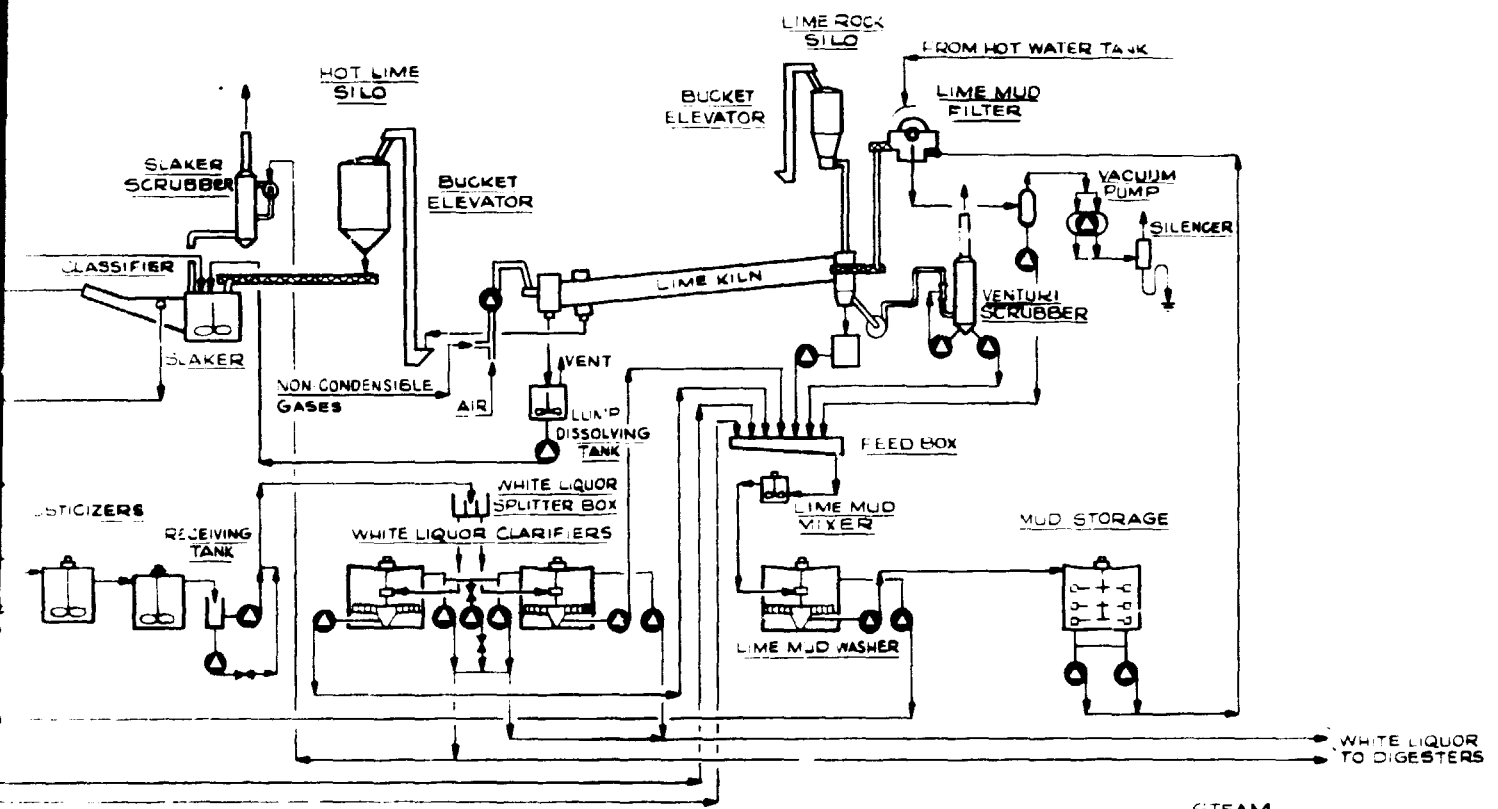 LIME ROCK
SILO
FROM HOT WATER TANK
HOT LIME
SILO
BUCKET
ELEVATOR
LIME MUD
FILTER
SLAKER
SCRUBBER
BUCKET
ELEVATOR
VACUUM
PUMP
SILENCER
CLASSIFIER
LIME KILN
VENTURI
SCRUBBER
SLAKER
VENT
NON-CONDENSIBLE
GASES
AIR
DISSOLVING
TANK
FEED BOX
WHITE LIQUOR
SPLITTER BOX
LIME MUD
MIXER
MUD STORAGE
RECEIVING
TANK
WHITE LIQUOR CLARIFIERS
LIME MUD WASHER
WHITE LIQUOR
TO DIGESTERS